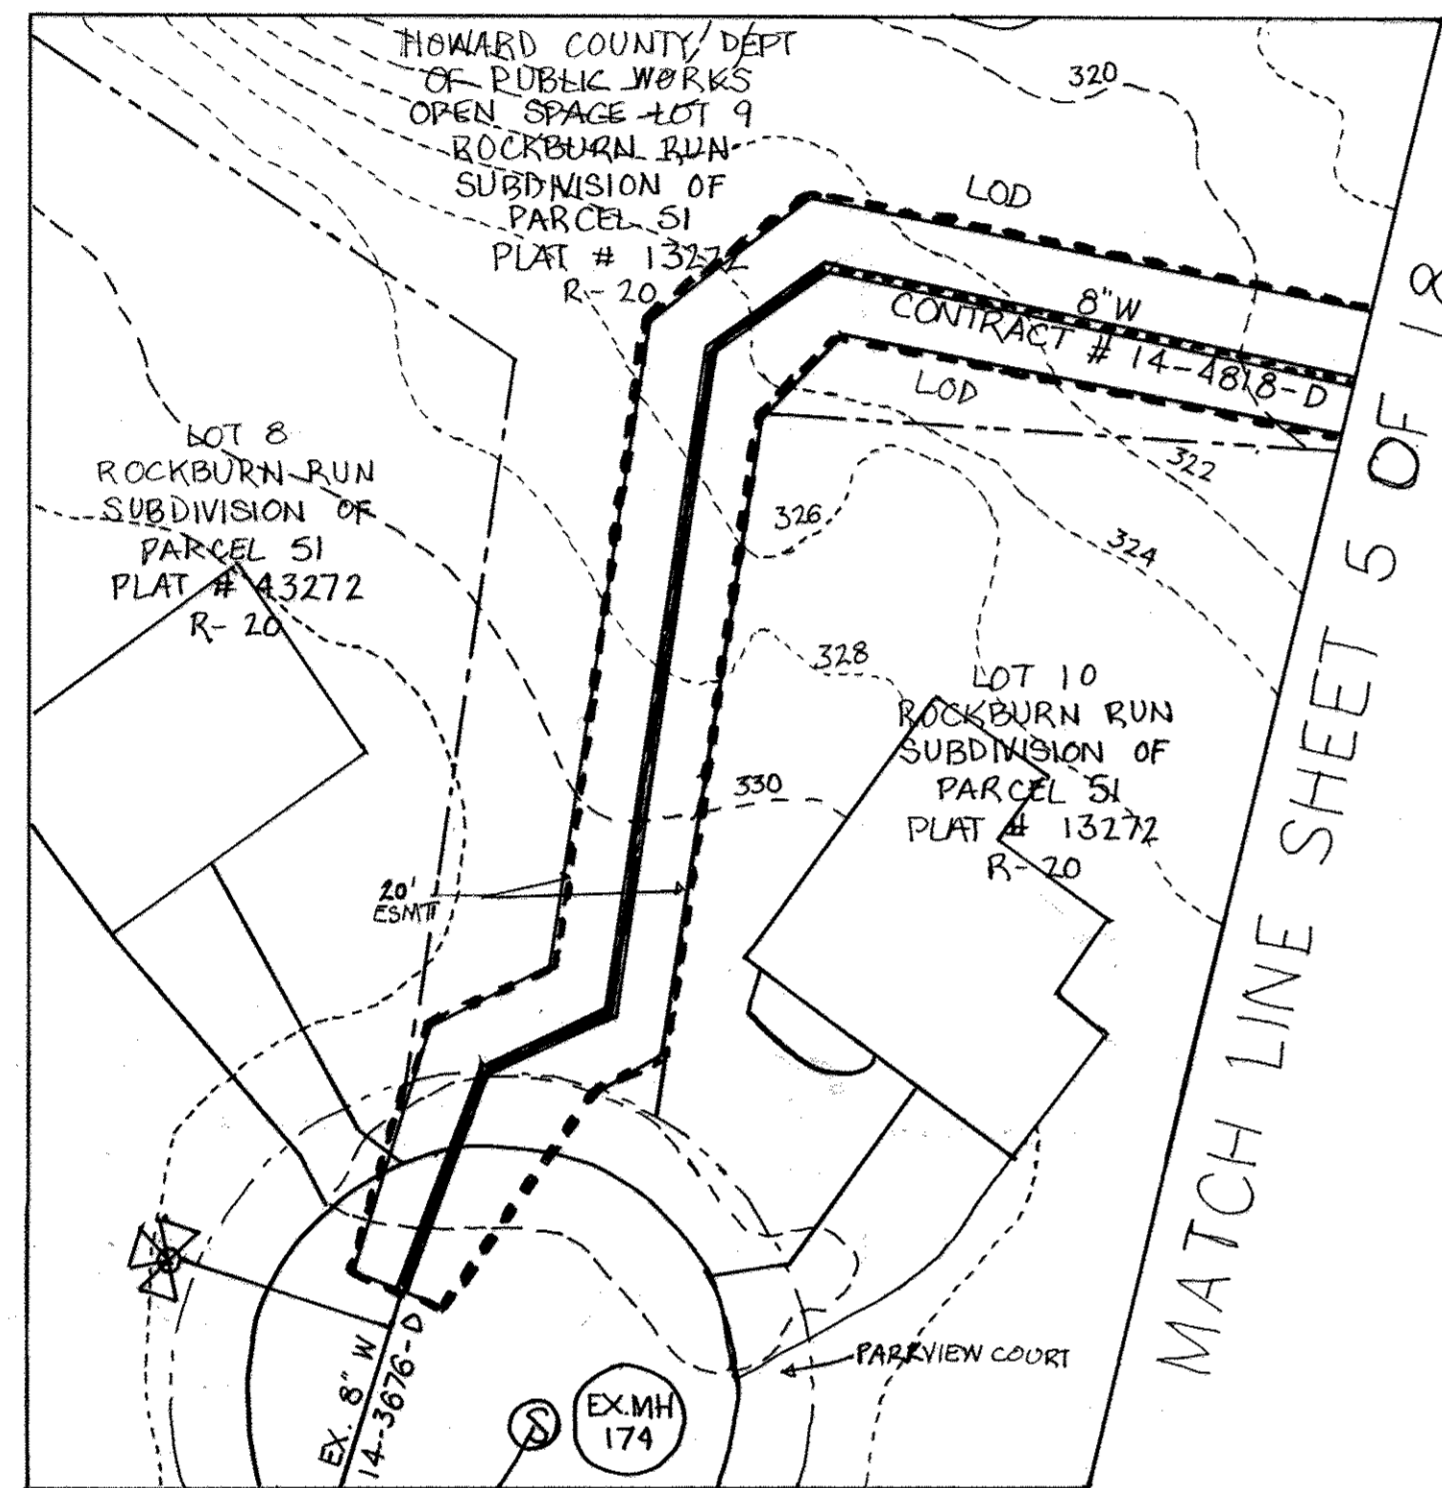 HOWARD COUNTY/DEPT
OF PUBLIC WORKS
OPEN SPACE LOT 9
ROCKBURN RUN
SUBDIVISION OF
PARCEL 51
PLAT # 13272
R-20
320
LOD
8" W
CONTRACT # 14-4818-D
LOD
322
324
326
328
330
LOT 8
ROCKBURN RUN
SUBDIVISION OF
PARCEL 51
PLAT # 13272
R-20
LOT 10
ROCKBURN RUN
SUBDIVISION OF
PARCEL 51
PLAT # 13272
R-20
20'
ESMT
MATCH LINE SHEET 5 OF 18
PARKVIEW COURT
EX. 8" W
14-3676-D
S
EX.MH
174